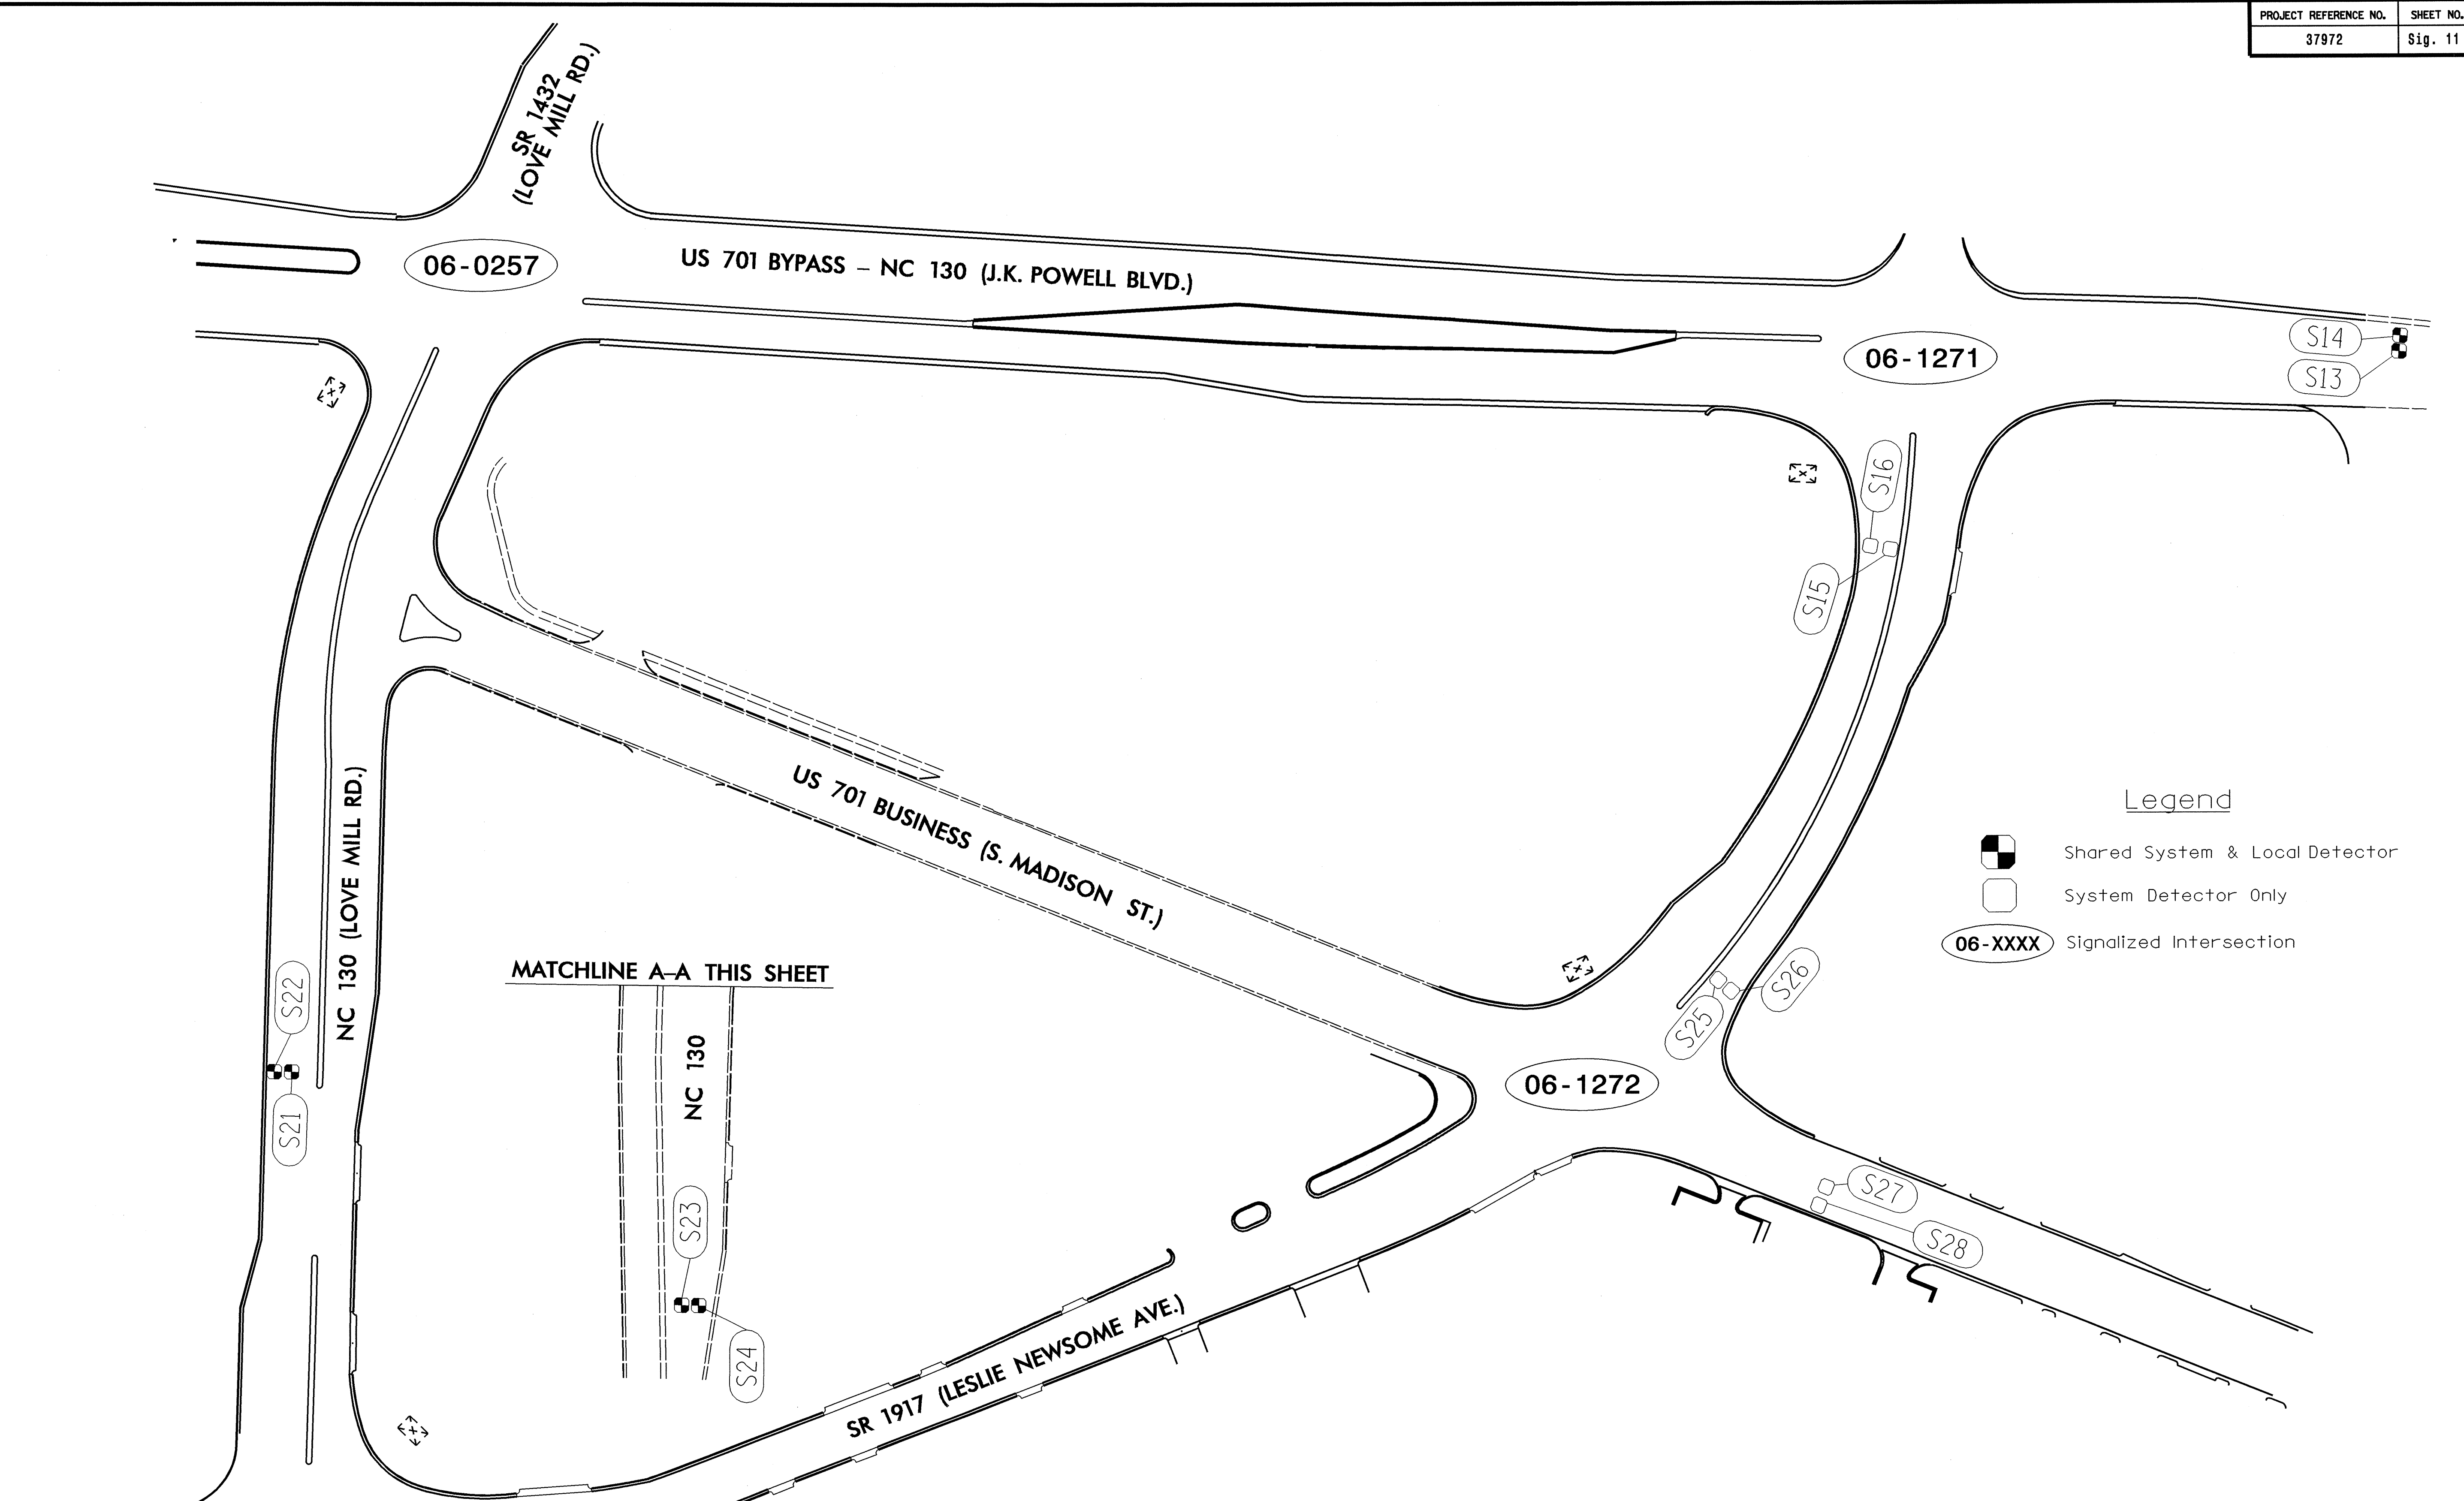 PROJECT REFERENCE NO. SHEET NO.
37972 Sig. 11
SR 1432
(LOVE MILL RD.)
06-0257
US 701 BYPASS – NC 130 (J.K. POWELL BLVD.)
06-1271
S14
S13
S16
S15
US 701 BUSINESS (S. MADISON ST.)
NC 130 (LOVE MILL RD.)
Legend
Shared System & Local Detector
System Detector Only
06-XXXX Signalized Intersection
MATCHLINE A–A THIS SHEET
NC 130
S22
S21
S23
S24
S25
S26
06-1272
S27
S28
SR 1917 (LESLIE NEWSOME AVE.)